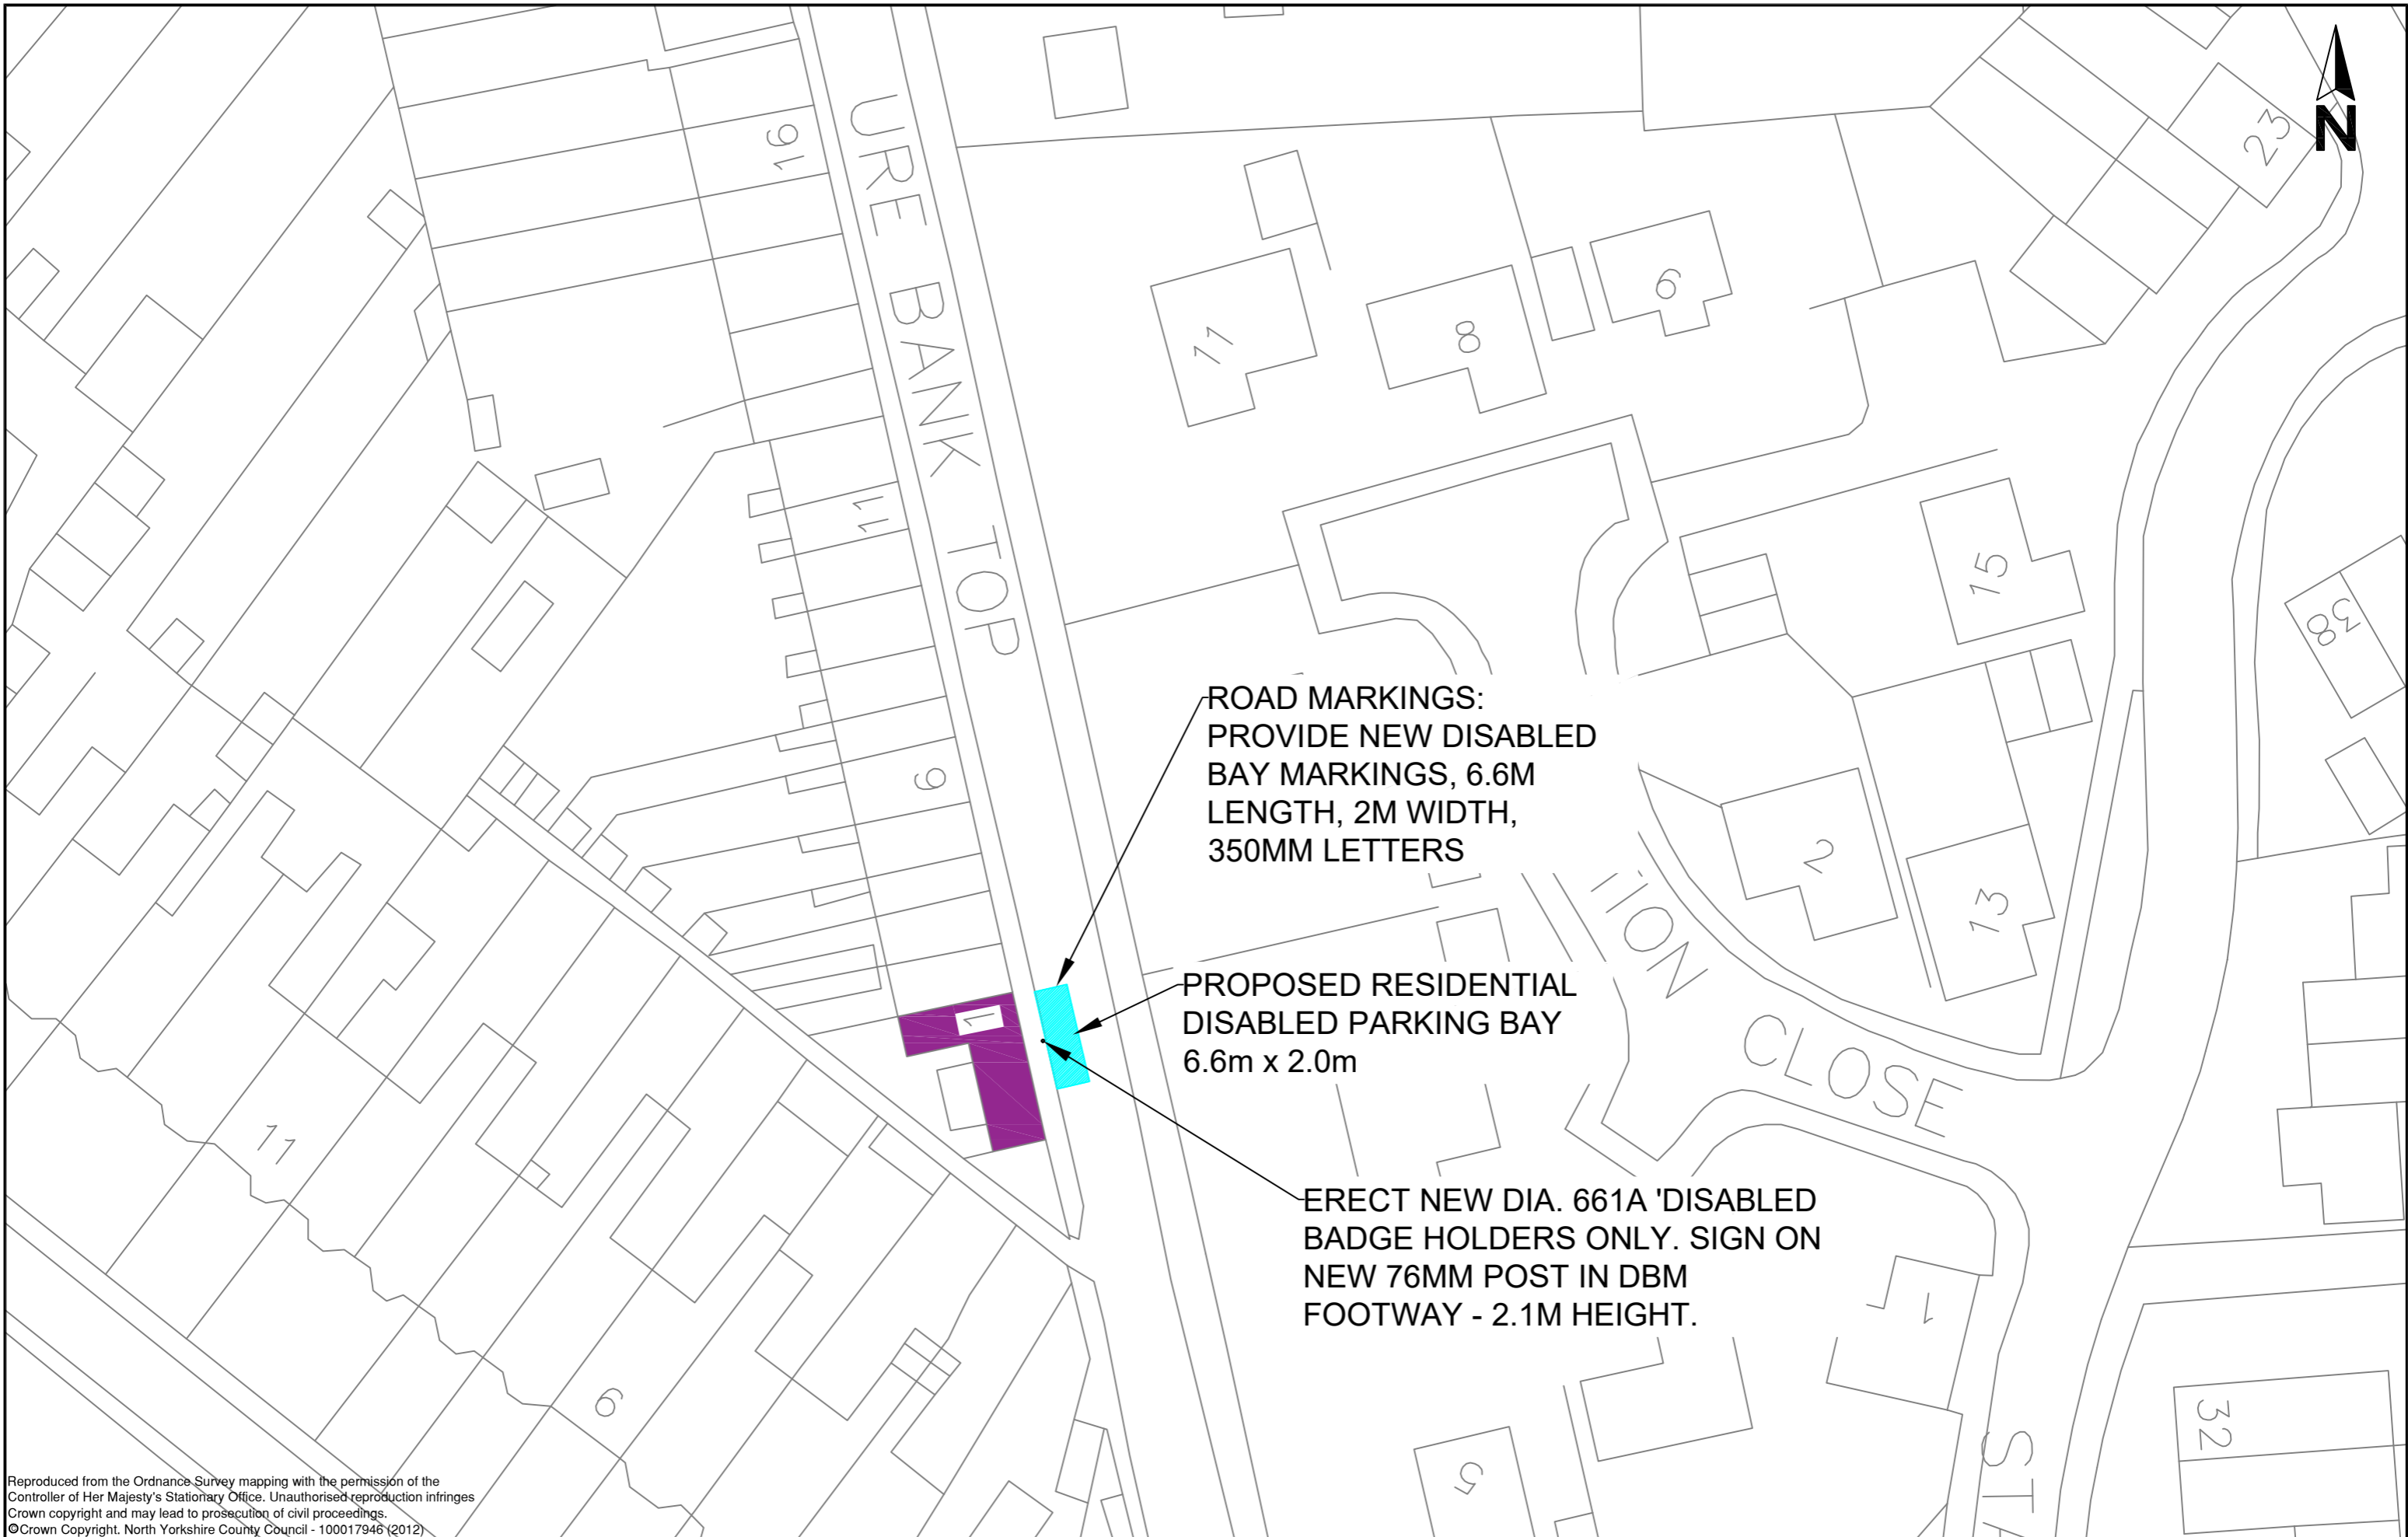 N
URE BANK TOP
16
23
11
8
6
11
15
38
9
2
13
ROAD MARKINGS:
PROVIDE NEW DISABLED
BAY MARKINGS, 6.6M
LENGTH, 2M WIDTH,
350MM LETTERS
PROPOSED RESIDENTIAL
DISABLED PARKING BAY
6.6m x 2.0m
1
TION
CLOSE
11
ERECT NEW DIA. 661A 'DISABLED
BADGE HOLDERS ONLY. SIGN ON
NEW 76MM POST IN DBM
FOOTWAY - 2.1M HEIGHT.
1
9
5
32
STA
Reproduced from the Ordnance Survey mapping with the permission of the
Controller of Her Majesty's Stationary Office. Unauthorised reproduction infringes
Crown copyright and may lead to prosecution of civil proceedings.
©Crown Copyright. North Yorkshire County Council - 100017946 (2012)